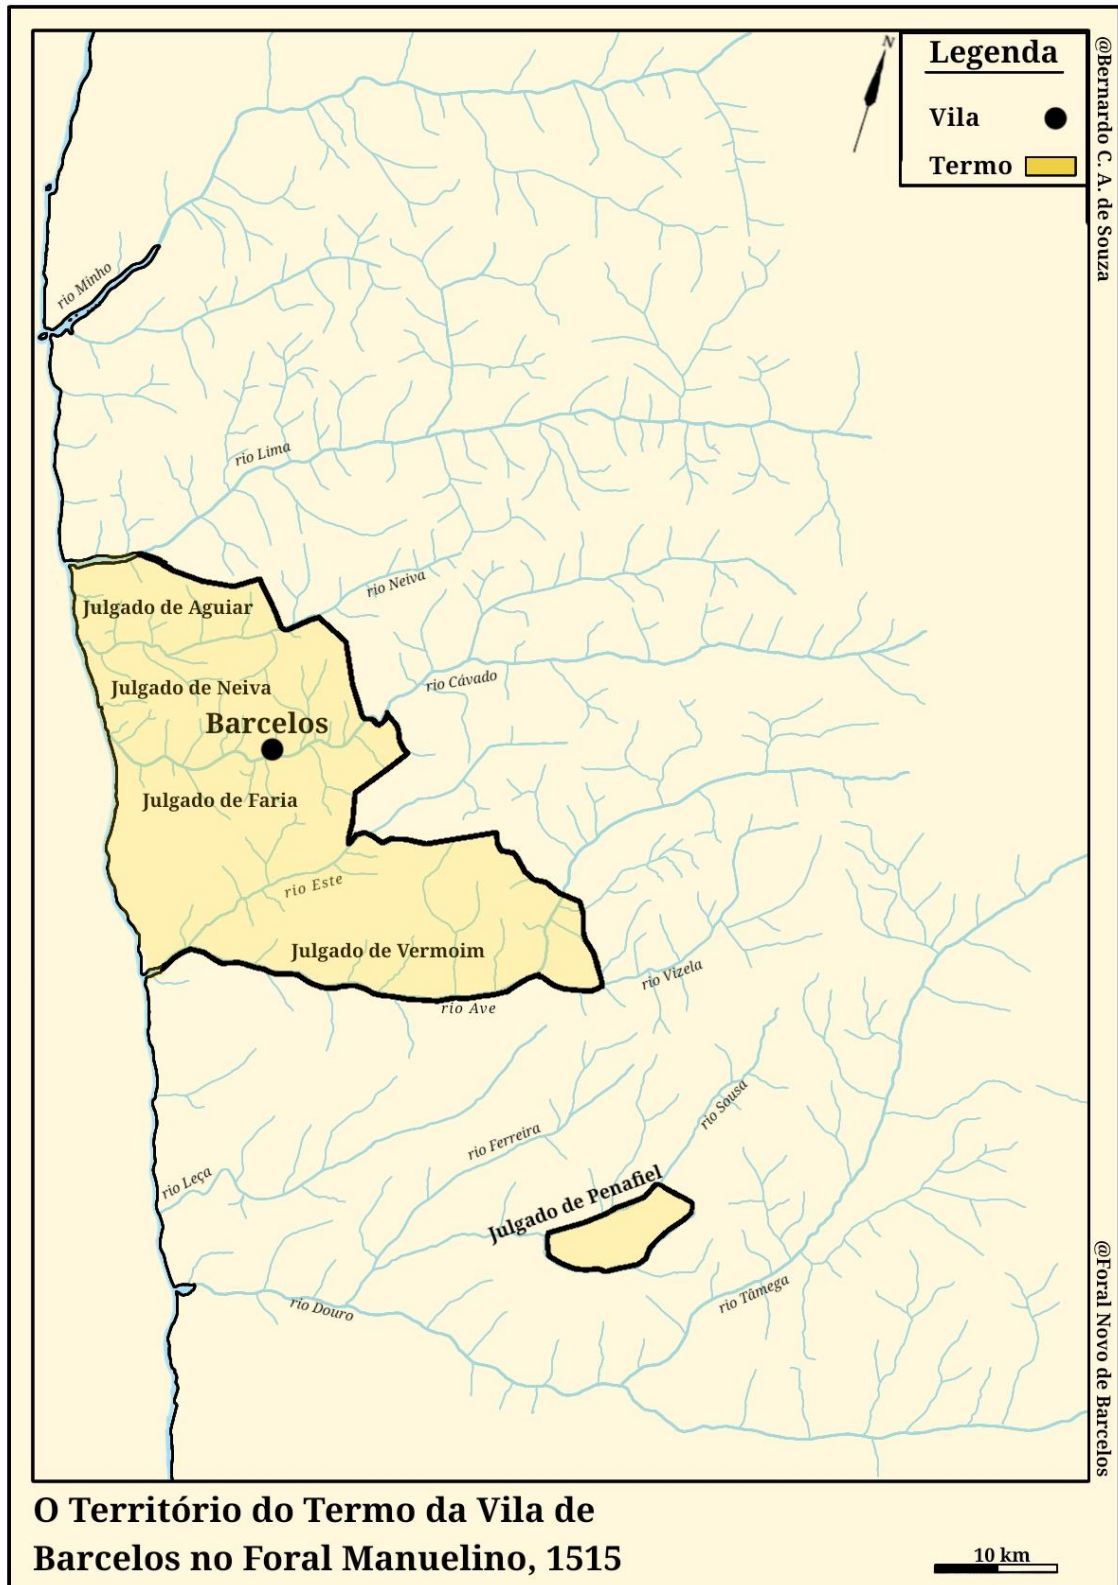 N
Legenda
Vila
Termo
@Bernardo C. A. de Souza
rio Minho
rio Lima
rio Neiva
Julgado de Aguiar
rio Cávado
Julgado de Neiva
Barcelos
Julgado de Faria
rio Este
Julgado de Vermoim
rio Vizela
rio Ave
rio Sousa
rio Ferreira
rio Leça
Julgado de Penafiel
rio Douro
rio Tâmega
@Foral Novo de Barcelos
O Território do Termo da Vila de
Barcelos no Foral Manuelino, 1515
10 km